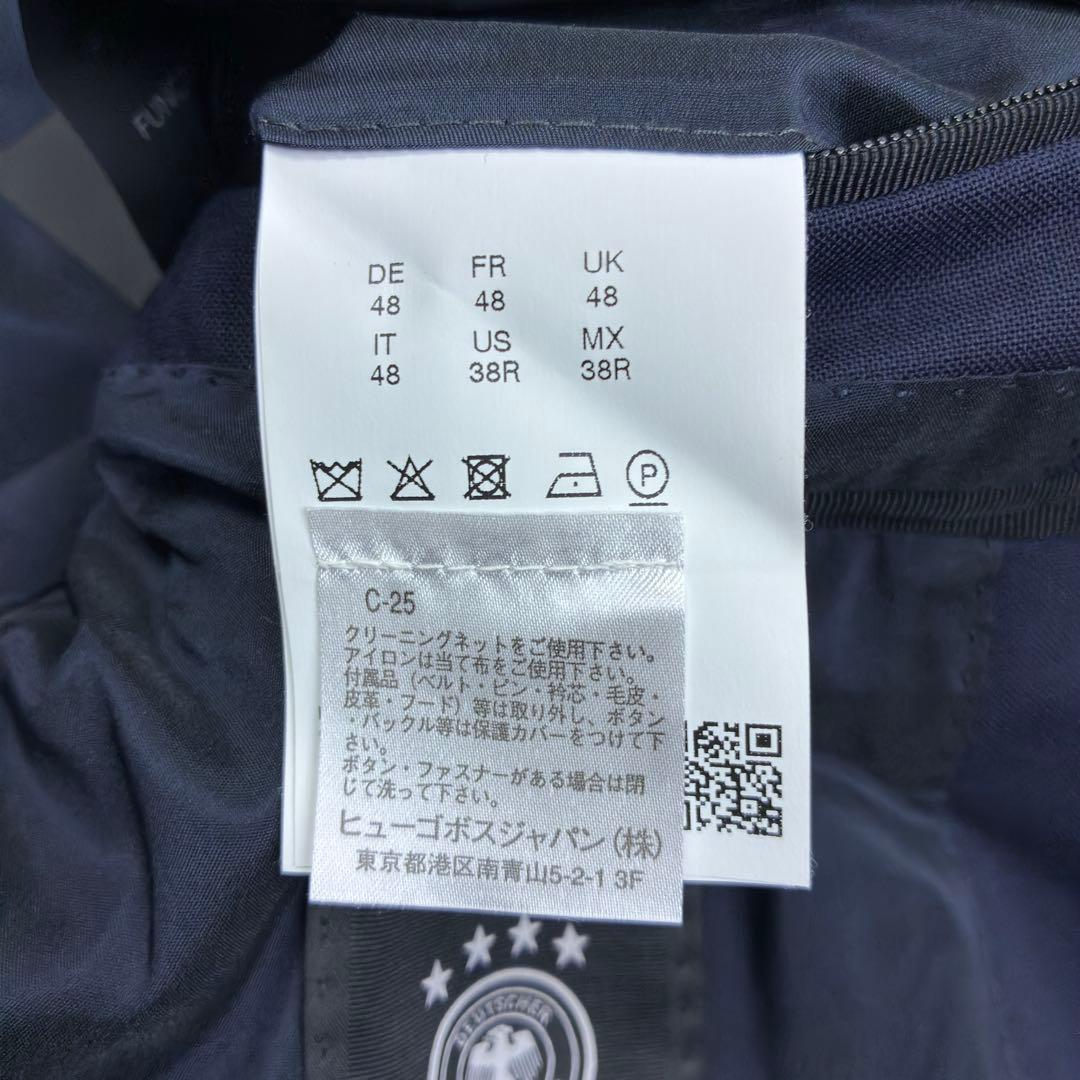 FUNC
DE FR UK
48 48 48
IT US MX
48 38R 38R
P
C-25
クリーニングネットをご使用下さい。
アイロンは当て布をご使用下さい。
付属品（ベルト・ピン・衿芯・毛皮・
皮革・フード）等は取り外し、ボタン
・バックル等は保護カバーをつけて下
さい。
ボタン・ファスナーがある場合は閉
じて洗って下さい。
ヒューゴボスジャパン(株)
東京都港区南青山5-2-1 3F
DEUTSCHER